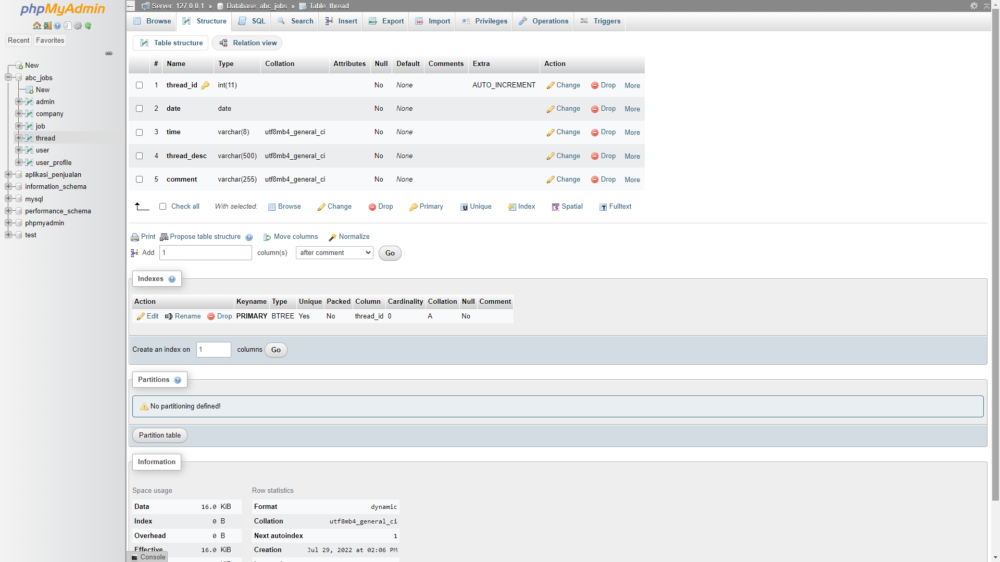 phpMyAdmin
Recent Favorites
New
abc_jobs
New
admin
company
job
thread
user
user_profile
aplikasi_penjualan
information_schema
mysql
performance_schema
phpmyadmin
test
Server: 127.0.0.1 » Database: abc_jobs » Table: thread
Browse Structure SQL Search Insert Export Import Privileges Operations Triggers
Table structure Relation view
# Name Type Collation Attributes Null Default Comments Extra Action
1 thread_id int(11) No None AUTO_INCREMENT Change Drop More
2 date date No None Change Drop More
3 time varchar(8) utf8mb4_general_ci No None Change Drop More
4 thread_desc varchar(500) utf8mb4_general_ci No None Change Drop More
5 comment varchar(255) utf8mb4_general_ci No None Change Drop More
Check all With selected: Browse Change Drop Primary Unique Index Spatial Fulltext
Print Propose table structure Move columns Normalize
Add 1 column(s) after comment Go
Indexes
Action Keyname Type Unique Packed Column Cardinality Collation Null Comment
Edit Rename Drop PRIMARY BTREE Yes No thread_id 0 A No
Create an index on 1 columns Go
Partitions
No partitioning defined!
Partition table
Information
Space usage
Data 16.0 KiB
Index 0 B
Overhead 0 B
Effective 16.0 KiB
Row statistics
Format dynamic
Collation utf8mb4_general_ci
Next autoindex 1
Creation Jul 29, 2022 at 02:06 PM
Console